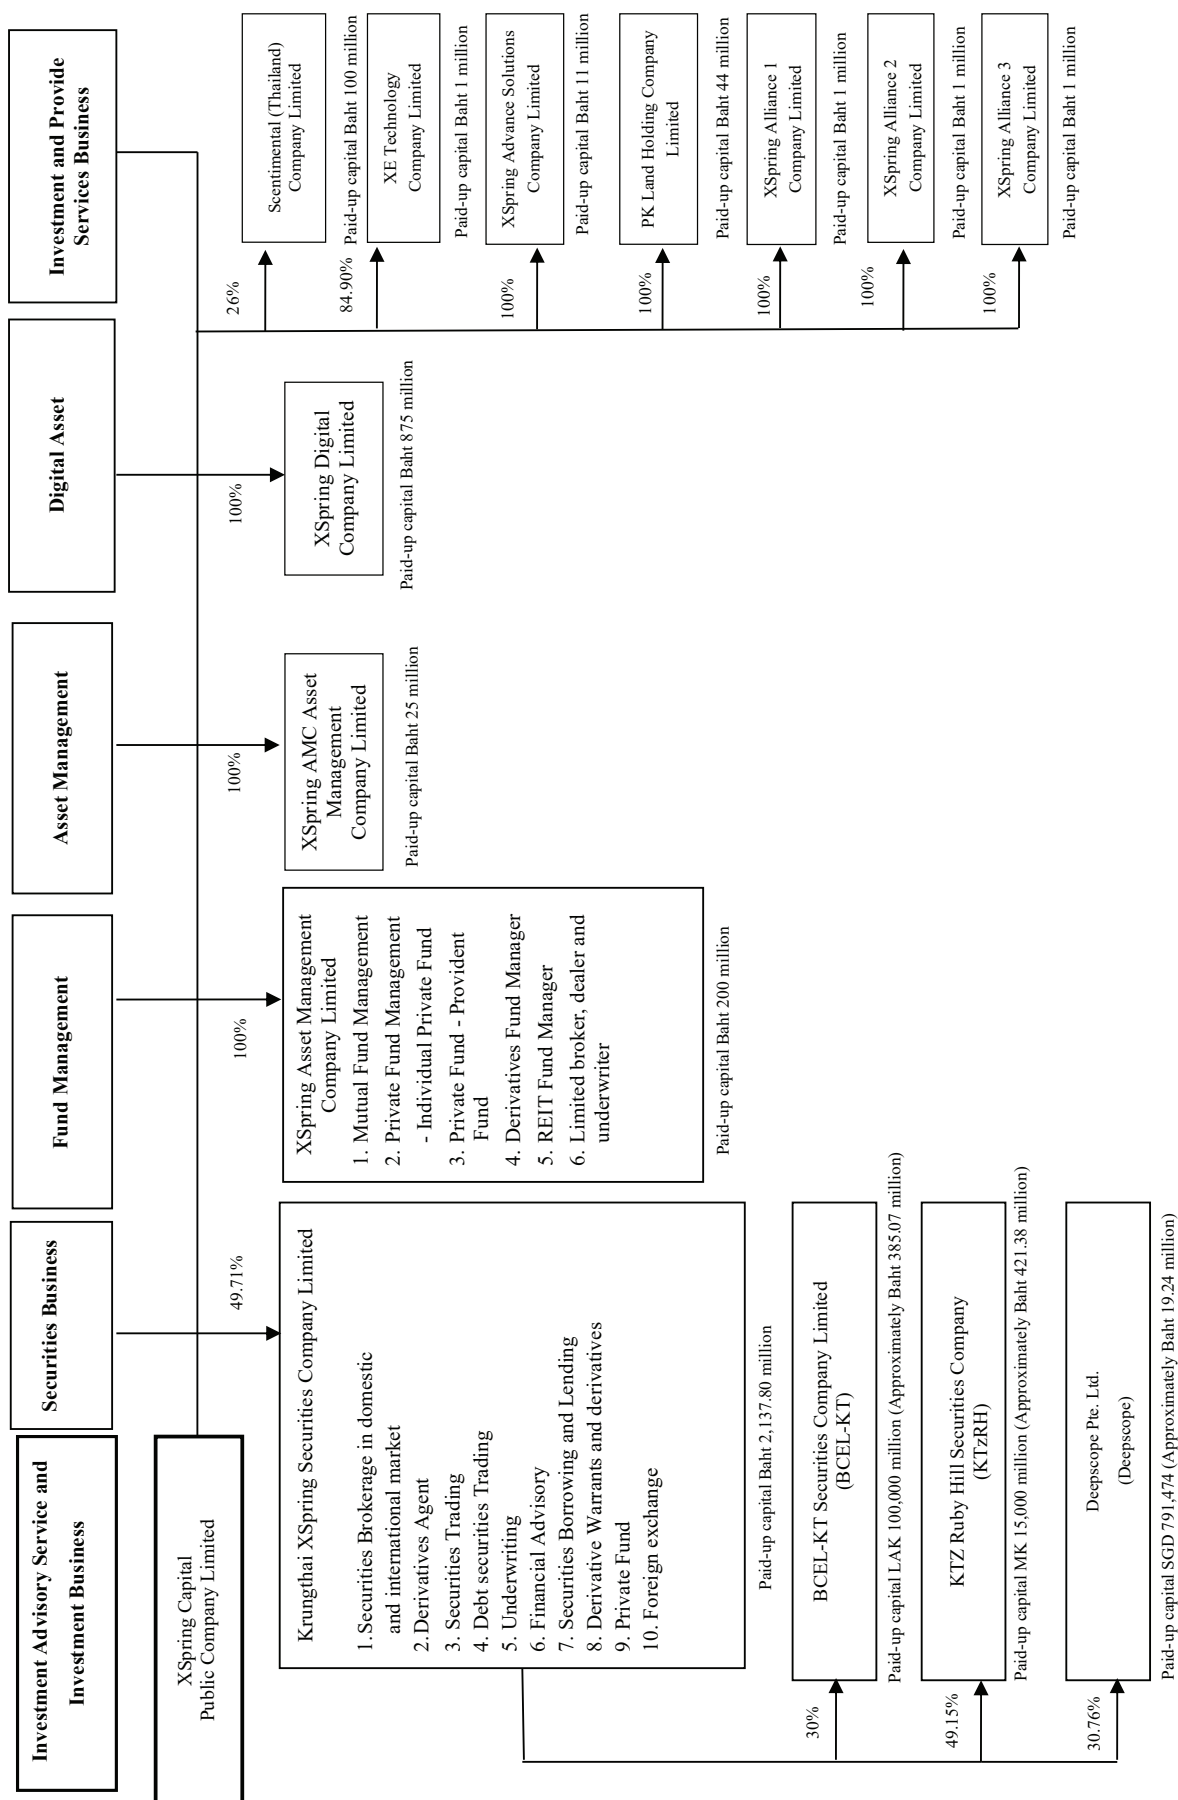 Investment Advisory Service and
Investment Business
Securities Business
Fund Management
Asset Management
Digital Asset
Investment and Provide
Services Business
XSpring Capital
Public Company Limited
49.71%
Krungthai XSpring Securities Company Limited
1.Securities Brokerage in domestic
and international market
2.Derivatives Agent
3. Securities Trading
4. Debt securities Trading
5. Underwriting
6. Financial Advisory
7. Securities Borrowing and Lending
8. Derivative Warrants and derivatives
9. Private Fund
10. Foreign exchange
Paid-up capital Baht 2,137.80 million
30%
BCEL-KT Securities Company Limited
(BCEL-KT)
Paid-up capital LAK 100,000 million (Approximately Baht 385.07 million)
49.15%
KTZ Ruby Hill Securities Company
(KTzRH)
Paid-up capital MK 15,000 million (Approximately Baht 421.38 million)
30.76%
Deepscope Pte. Ltd.
(Deepscope)
Paid-up capital SGD 791,474 (Approximately Baht 19.24 million)
100%
XSpring Asset Management
Company Limited
1. Mutual Fund Management
2. Private Fund Management
- Individual Private Fund
3. Private Fund - Provident
Fund
4. Derivatives Fund Manager
5. REIT Fund Manager
6. Limited broker, dealer and
underwriter
Paid-up capital Baht 200 million
100%
XSpring AMC Asset
Management
Company Limited
Paid-up capital Baht 25 million
100%
XSpring Digital
Company Limited
Paid-up capital Baht 875 million
26%
Scentimental (Thailand)
Company Limited
Paid-up capital Baht 100 million
84.90%
XE Technology
Company Limited
Paid-up capital Baht 1 million
100%
XSpring Advance Solutions
Company Limited
Paid-up capital Baht 11 million
100%
PK Land Holding Company
Limited
Paid-up capital Baht 44 million
100%
XSpring Alliance 1
Company Limited
Paid-up capital Baht 1 million
100%
XSpring Alliance 2
Company Limited
Paid-up capital Baht 1 million
100%
XSpring Alliance 3
Company Limited
Paid-up capital Baht 1 million